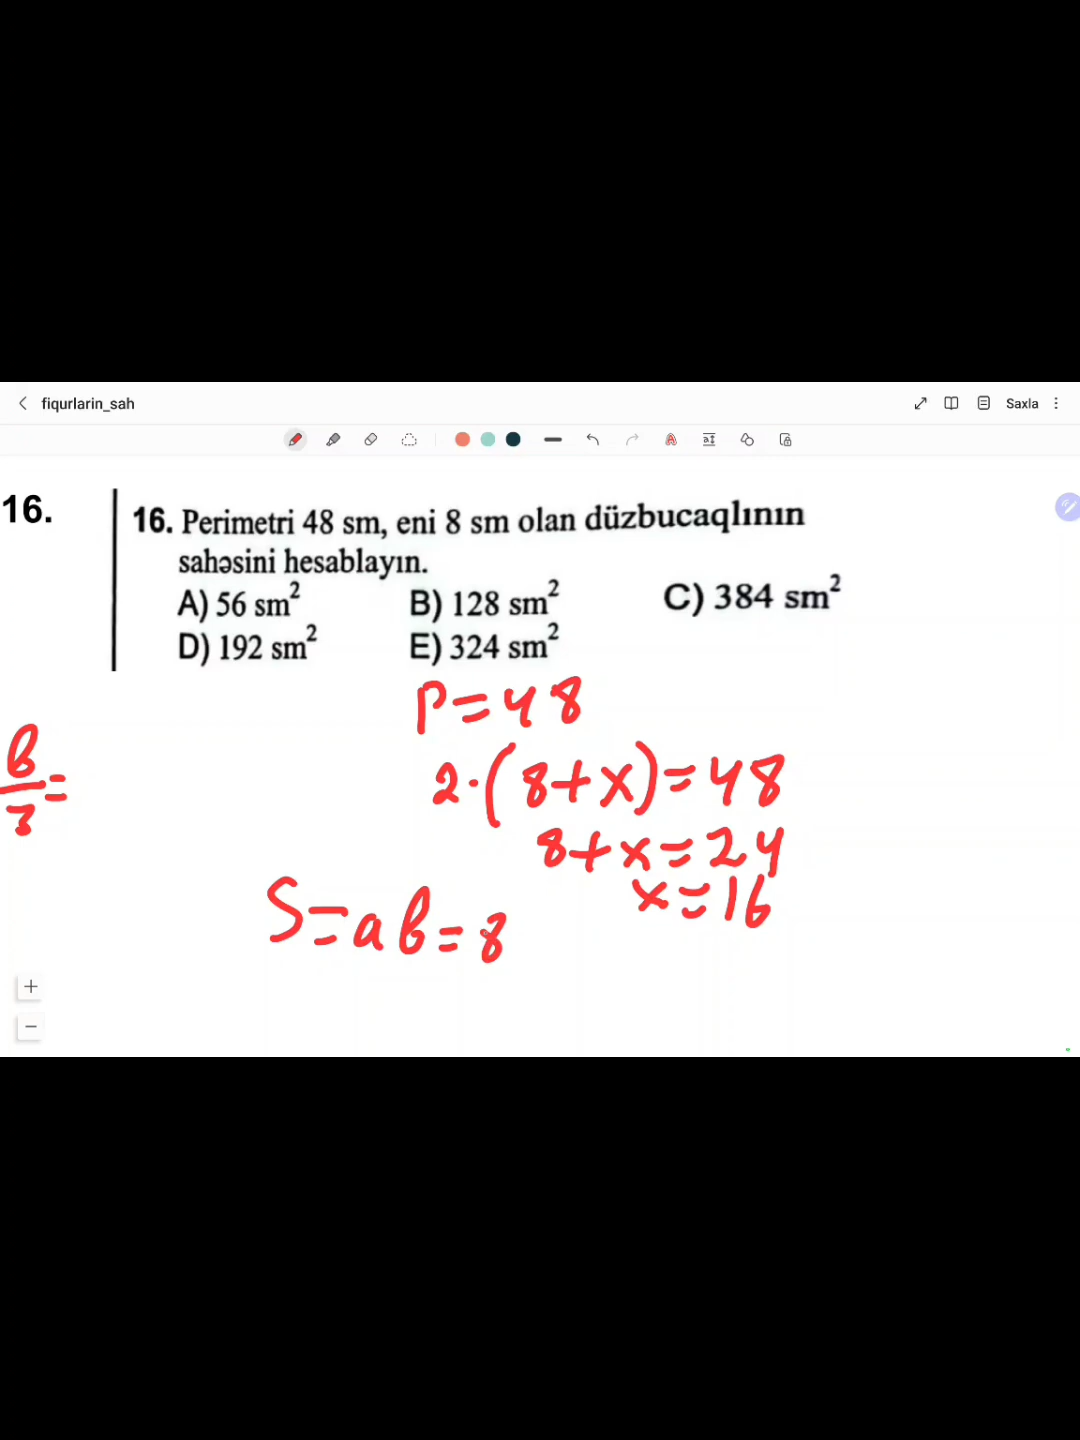 fiqurlarin_sah
Saxla
16.
16. Perimetri 48 sm, eni 8 sm olan düzbucaqlının
sahəsini hesablayın.
A) 56 sm²
B) 128 sm²
C) 384 sm²
D) 192 sm²
E) 324 sm²
P=48
2·(8+x)=48
8+x=24
x=16
S=ab=8
b/3=